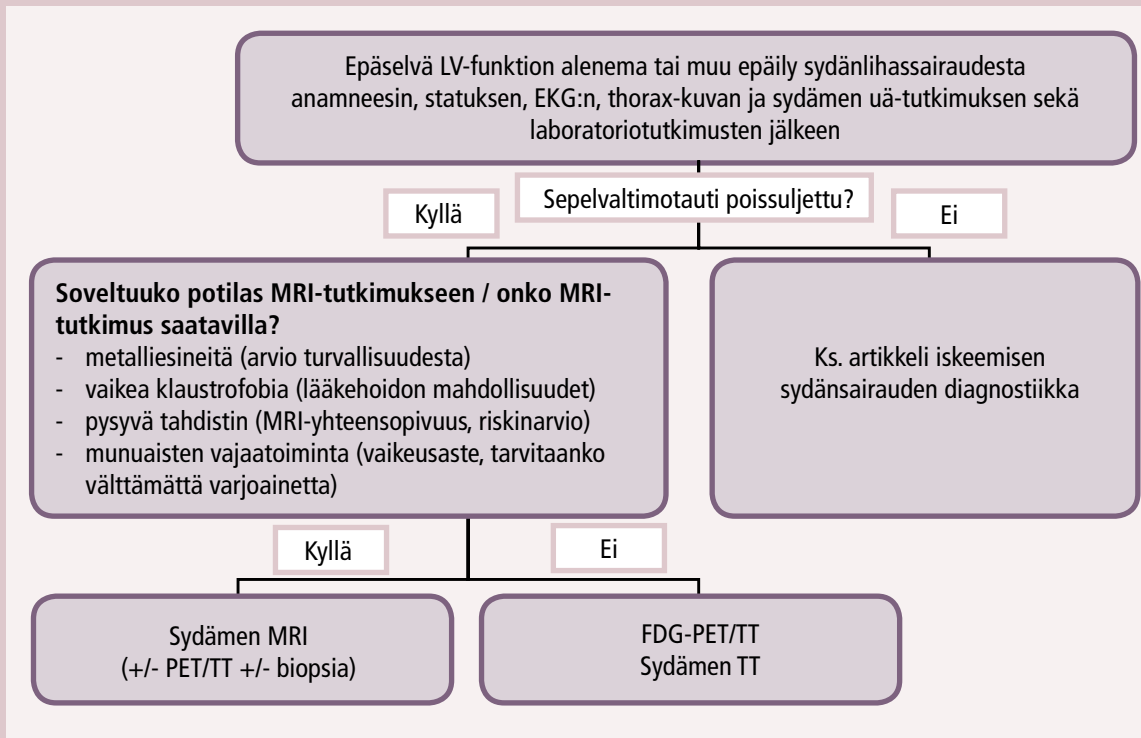 Epäselvä LV-funktion alenema tai muu epäily sydänlihassairaudesta
anamneesin, statuksen, EKG:n, thorax-kuvan ja sydämen uä-tutkimuksen sekä
laboratoriotutkimusten jälkeen
Sepelvaltimotauti poissuljettu?
Kyllä
Ei
Soveltuuko potilas MRI-tutkimukseen / onko MRI-
tutkimus saatavilla?
- metalliesineitä (arvio turvallisuudesta)
- vaikea klaustrofobia (lääkehoidon mahdollisuudet)
- pysyvä tahdistin (MRI-yhteensopivuus, riskinarvio)
- munuaisten vajaatoiminta (vaikeusaste, tarvitaanko
välttämättä varjoainetta)
Ks. artikkeli iskeemisen
sydänsairauden diagnostiikka
Kyllä
Ei
Sydämen MRI
(+/- PET/TT +/- biopsia)
FDG-PET/TT
Sydämen TT